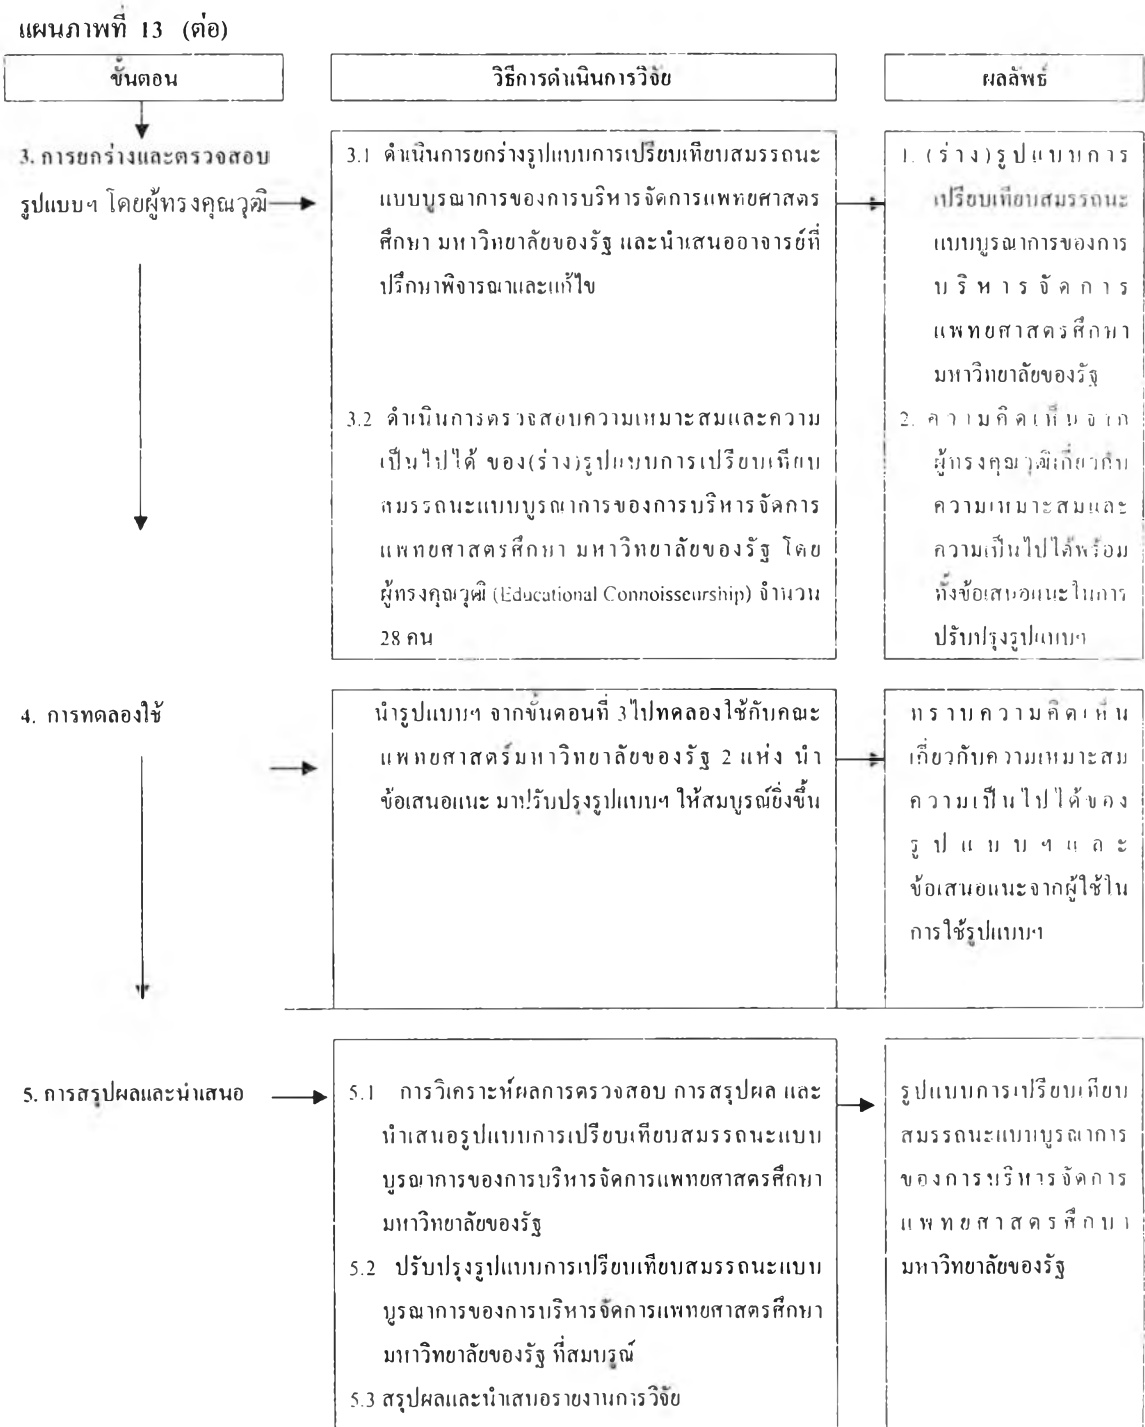 แผนภาพที่ 13 (ต่อ)
ขั้นตอน
วิธีการดำเนินการวิจัย
ผลลัพธ์
3. การยกร่างและตรวจสอบ
รูปแบบฯ โดยผู้ทรงคุณวุฒิ
3.1 ดำเนินการยกร่างรูปแบบการเปรียบเทียบสมรรถนะ
แบบบูรณาการของการบริหารจัดการแพทยศาสตร
ศึกษา มหาวิทยาลัยของรัฐ และนำเสนออาจารย์ที่
ปรึกษาพิจารณาและแก้ไข
3.2 ดำเนินการตรวจสอบความเหมาะสมและความ
เป็นไปได้ ของ(ร่าง)รูปแบบการเปรียบเทียบ
สมรรถนะแบบบูรณาการของการบริหารจัดการ
แพทยศาสตรศึกษา มหาวิทยาลัยของรัฐ โดย
ผู้ทรงคุณวุฒิ (Educational Connoisseurship) จำนวน
28 คน
1. (ร่าง)รูปแบบการ
เปรียบเทียบสมรรถนะ
แบบบูรณาการของการ
บริหารจัดการ
แพทยศาสตรศึกษา
มหาวิทยาลัยของรัฐ
2. ความคิดเห็นจาก
ผู้ทรงคุณวุฒิเกี่ยวกับ
ความเหมาะสมและ
ความเป็นไปได้พร้อม
ทั้งข้อเสนอแนะในการ
ปรับปรุงรูปแบบฯ
4. การทดลองใช้
นำรูปแบบฯ จากขั้นตอนที่ 3 ไปทดลองใช้กับคณะ
แพทยศาสตร์มหาวิทยาลัยของรัฐ 2 แห่ง นำ
ข้อเสนอแนะ มาปรับปรุงรูปแบบฯ ให้สมบูรณ์ยิ่งขึ้น
ทราบความคิดเห็น
เกี่ยวกับความเหมาะสม
ความเป็นไปได้ของ
รูปแบบฯและ
ข้อเสนอแนะจากผู้ใช้ใน
การใช้รูปแบบฯ
5. การสรุปผลและนำเสนอ
5.1 การวิเคราะห์ผลการตรวจสอบ การสรุปผล และ
นำเสนอรูปแบบการเปรียบเทียบสมรรถนะแบบ
บูรณาการของการบริหารจัดการแพทยศาสตรศึกษา
มหาวิทยาลัยของรัฐ
5.2 ปรับปรุงรูปแบบการเปรียบเทียบสมรรถนะแบบ
บูรณาการของการบริหารจัดการแพทยศาสตรศึกษา
มหาวิทยาลัยของรัฐ ที่สมบรูณ์
5.3 สรุปผลและนำเสนอรายงานการวิจัย
รูปแบบการเปรียบเทียบ
สมรรถนะแบบบูรณาการ
ของการบริหารจัดการ
แพทยศาสตรศึกษา
มหาวิทยาลัยของรัฐ